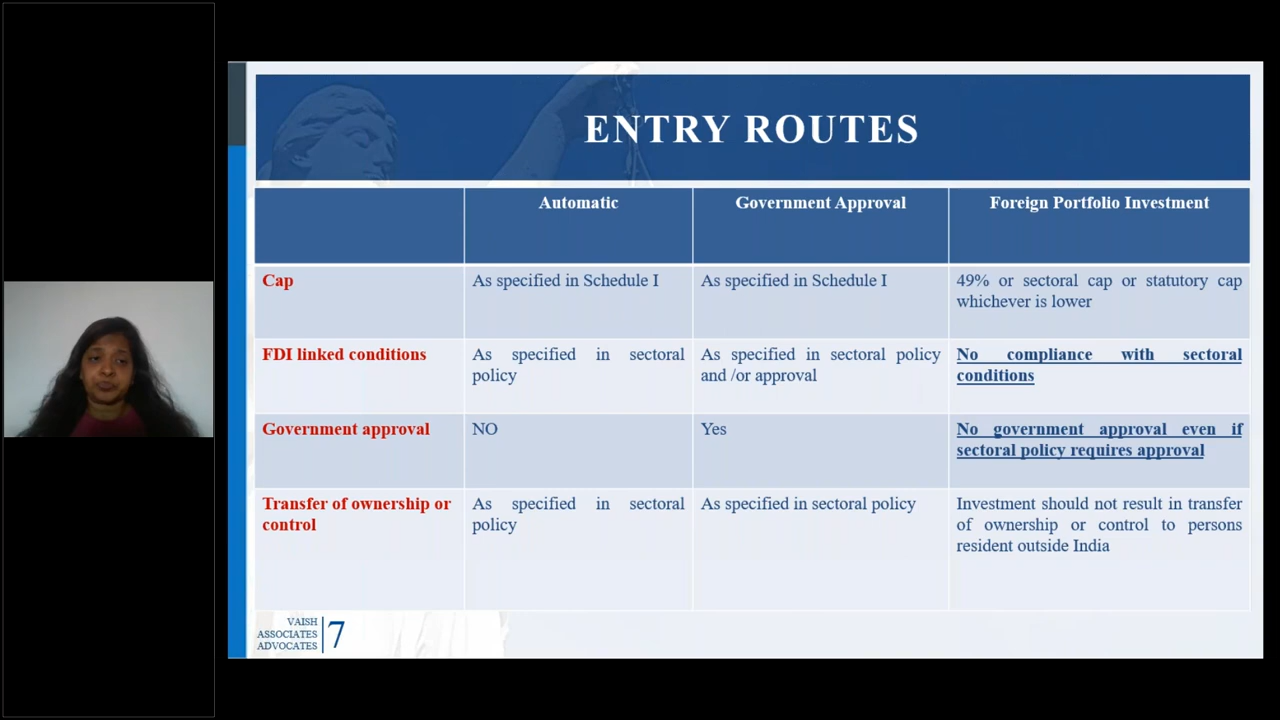 ENTRY ROUTES
Automatic
Government Approval
Foreign Portfolio Investment
Cap
As specified in Schedule I
As specified in Schedule I
49% or sectoral cap or statutory cap
whichever is lower
FDI linked conditions
As specified in sectoral
policy
As specified in sectoral policy
and /or approval
No compliance with sectoral
conditions
Government approval
NO
Yes
No government approval even if
sectoral policy requires approval
Transfer of ownership or
control
As specified in sectoral
policy
As specified in sectoral policy
Investment should not result in transfer
of ownership or control to persons
resident outside India
VAISH
ASSOCIATES
ADVOCATES
7